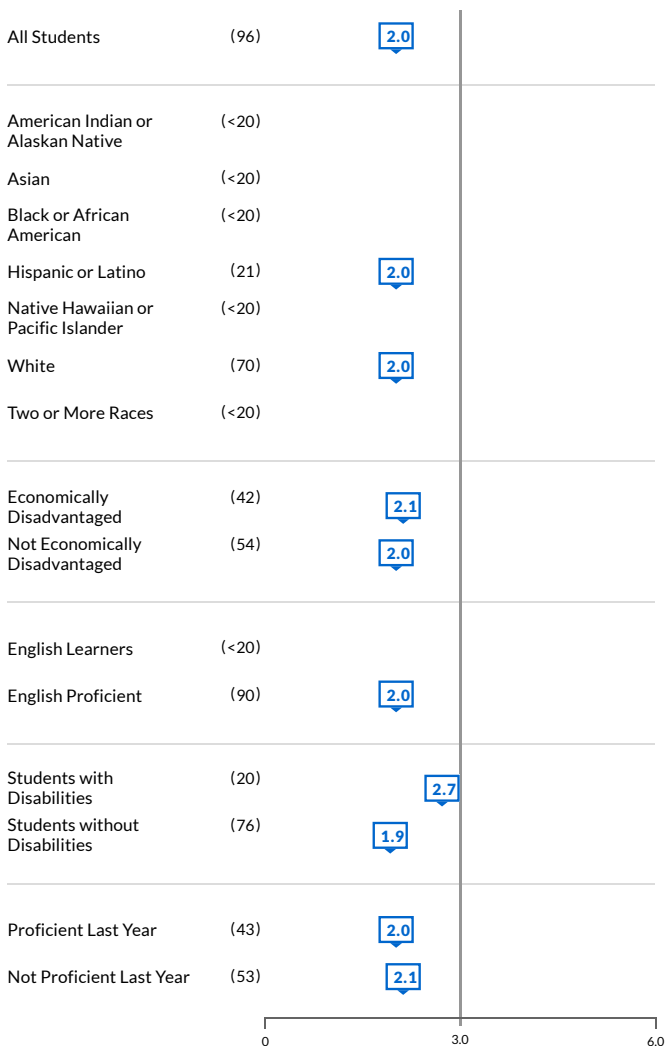 All Students (96) 2.0
American Indian or (<20)
Alaskan Native
Asian (<20)
Black or African (<20)
American
Hispanic or Latino (21) 2.0
Native Hawaiian or (<20)
Pacific Islander
White (70) 2.0
Two or More Races (<20)
Economically (42) 2.1
Disadvantaged
Not Economically (54) 2.0
Disadvantaged
English Learners (<20)
English Proficient (90) 2.0
Students with (20) 2.7
Disabilities
Students without (76) 1.9
Disabilities
Proficient Last Year (43) 2.0
Not Proficient Last Year (53) 2.1
0 3.0 6.0